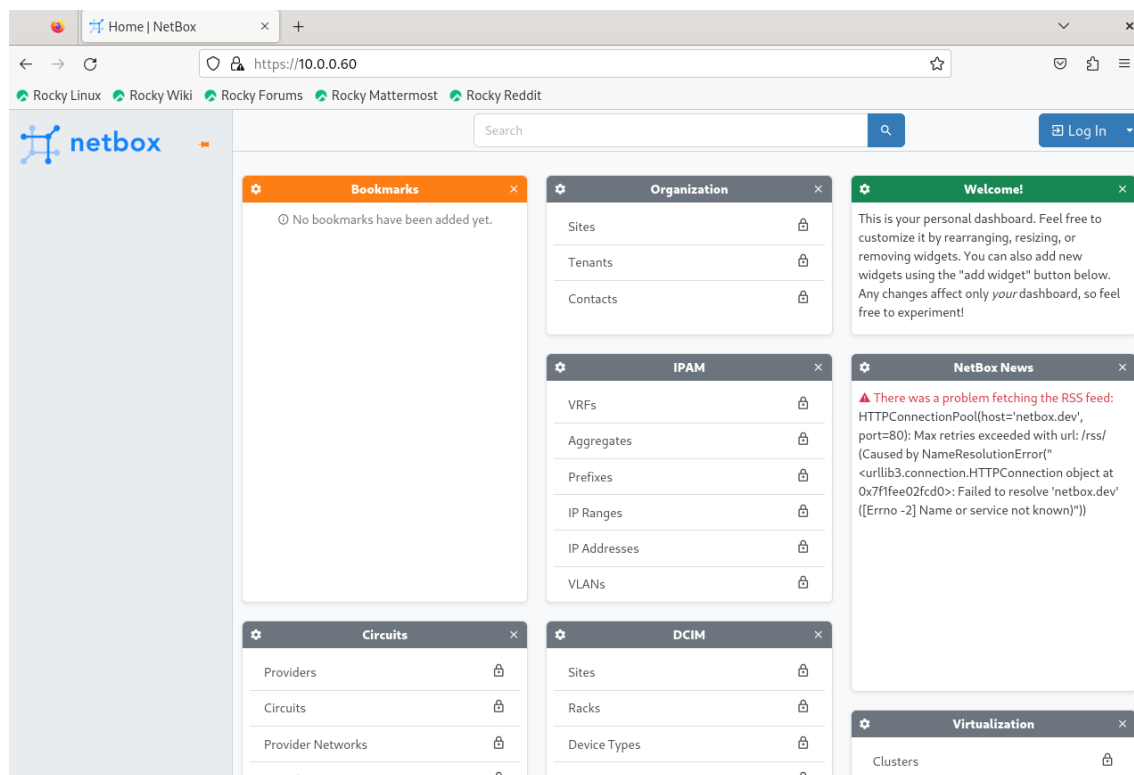 Home | NetBox
https://10.0.0.60
Rocky Linux
Rocky Wiki
Rocky Forums
Rocky Mattermost
Rocky Reddit
netbox
Search
Log In
Bookmarks
No bookmarks have been added yet.
Organization
Sites
Tenants
Contacts
Welcome!
This is your personal dashboard. Feel free to
customize it by rearranging, resizing, or
removing widgets. You can also add new
widgets using the "add widget" button below.
Any changes affect only your dashboard, so feel
free to experiment!
IPAM
VRFs
Aggregates
Prefixes
IP Ranges
IP Addresses
VLANs
NetBox News
There was a problem fetching the RSS feed:
HTTPConnectionPool(host='netbox.dev',
port=80): Max retries exceeded with url: /rss/
(Caused by NameResolutionError("
<urllib3.connection.HTTPConnection object at
0x7f1fee02fcd0>: Failed to resolve 'netbox.dev'
([Errno -2] Name or service not known)"))
Circuits
Providers
Circuits
Provider Networks
DCIM
Sites
Racks
Device Types
Virtualization
Clusters